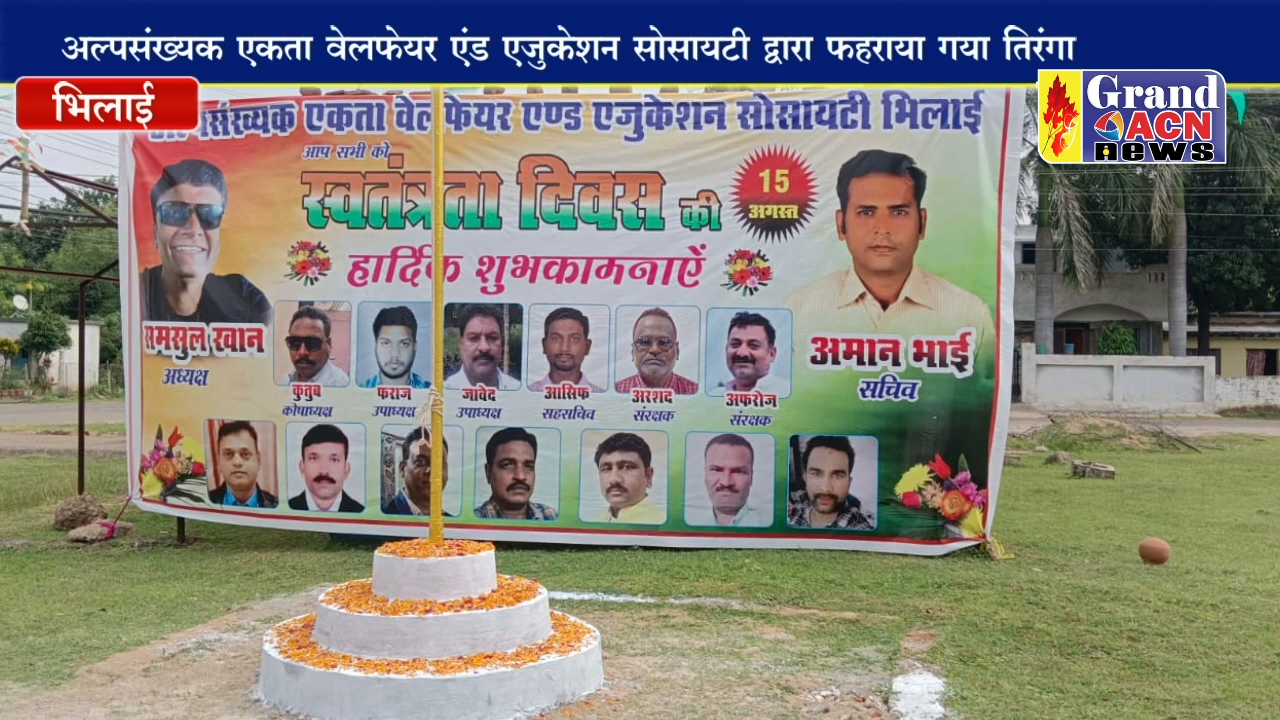 अल्पसंख्यक एकता वेलफेयर एंड एजुकेशन सोसायटी द्वारा फहराया गया तिरंगा
भिलाई
Grand
ACN
news
एकता वेलफेयर एण्ड एजुकेशन सोसायटी भिलाई
आप सभी को
स्वतंत्रता दिवस की
15
अगस्त
हार्दिक शुभकामनाऐं
समसुल खान
अध्यक्ष
अमान भाई
सचिव
कुतुब
कोषाध्यक्ष
फराज
उपाध्यक्ष
जावेद
उपाध्यक्ष
आसिफ
सहसचिव
अरशद
संरक्षक
अफरोज
संरक्षक